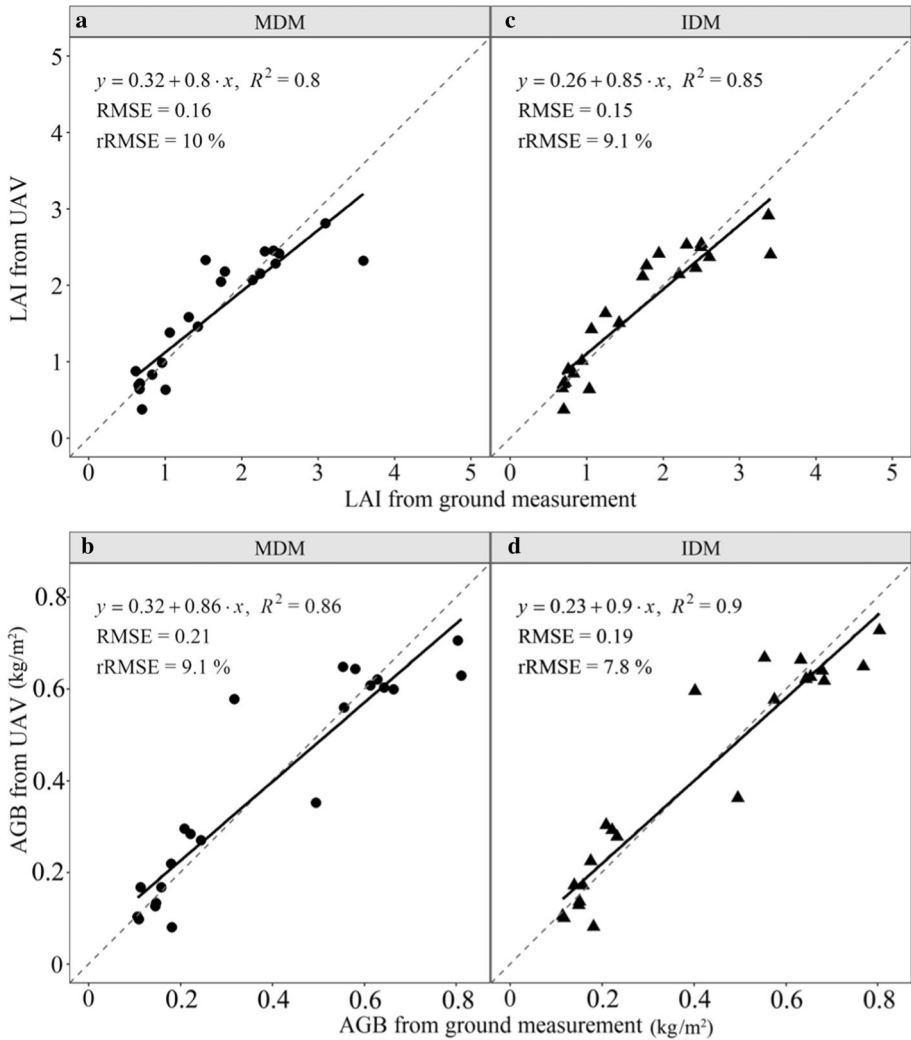 a MDM
c IDM
y = 0.32 + 0.8 · x, R² = 0.8
RMSE = 0.16
rRMSE = 10 %
y = 0.26 + 0.85 · x, R² = 0.85
RMSE = 0.15
rRMSE = 9.1 %
LAI from UAV
5
4
3
2
1
0
0 1 2 3 4 5
0 1 2 3 4 5
LAI from ground measurement
b MDM
d IDM
y = 0.32 + 0.86 · x, R² = 0.86
RMSE = 0.21
rRMSE = 9.1 %
y = 0.23 + 0.9 · x, R² = 0.9
RMSE = 0.19
rRMSE = 7.8 %
AGB from UAV (kg/m²)
0.8
0.6
0.4
0.2
0
0 0.2 0.4 0.6 0.8
0 0.2 0.4 0.6 0.8
AGB from ground measurement (kg/m²)